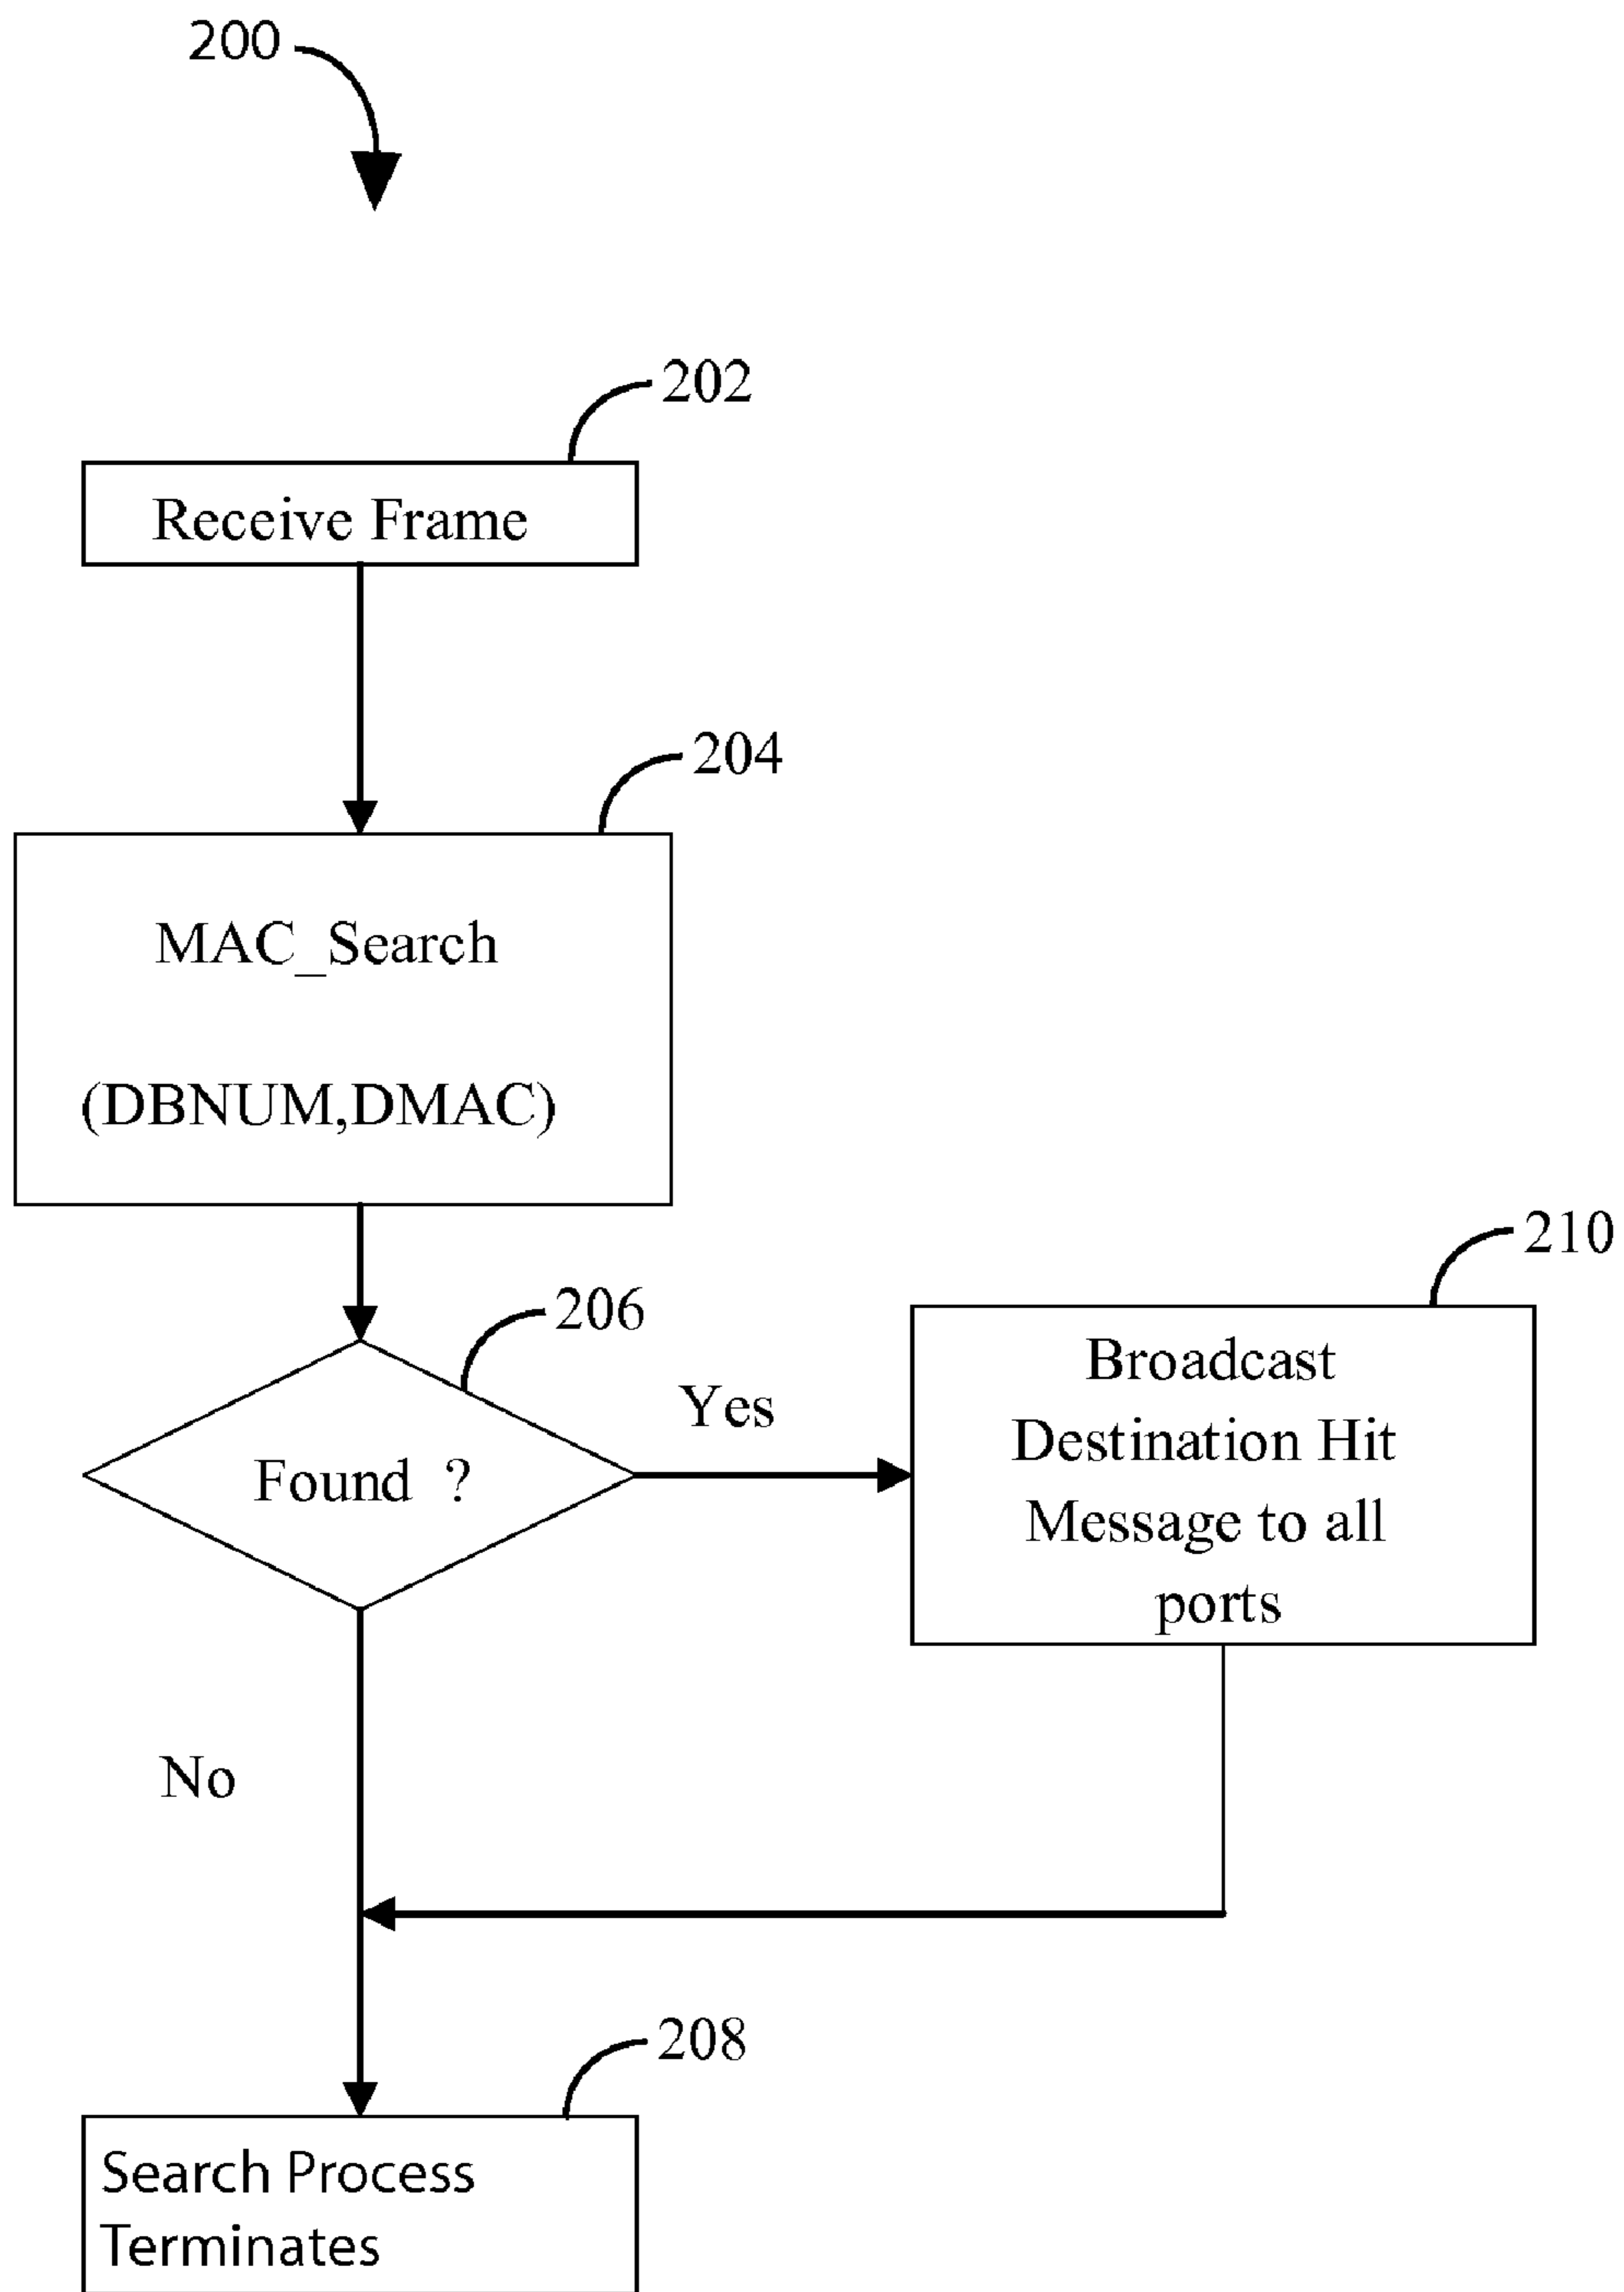 200
202
Receive Frame
204
MAC_Search
(DBNUM,DMAC)
206
Found ?
Yes
210
Broadcast
Destination Hit
Message to all
ports
No
208
Search Process
Terminates